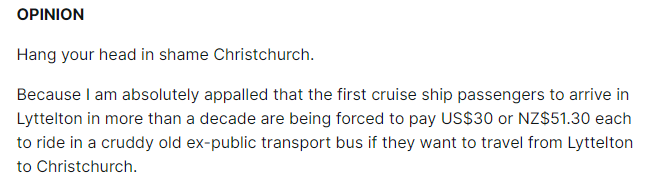 OPINION
Hang your head in shame Christchurch.
Because I am absolutely appalled that the first cruise ship passengers to arrive in
Lyttelton in more than a decade are being forced to pay US$30 or NZ$51.30 each
to ride in a cruddy old ex-public transport bus if they want to travel from Lyttelton
to Christchurch.